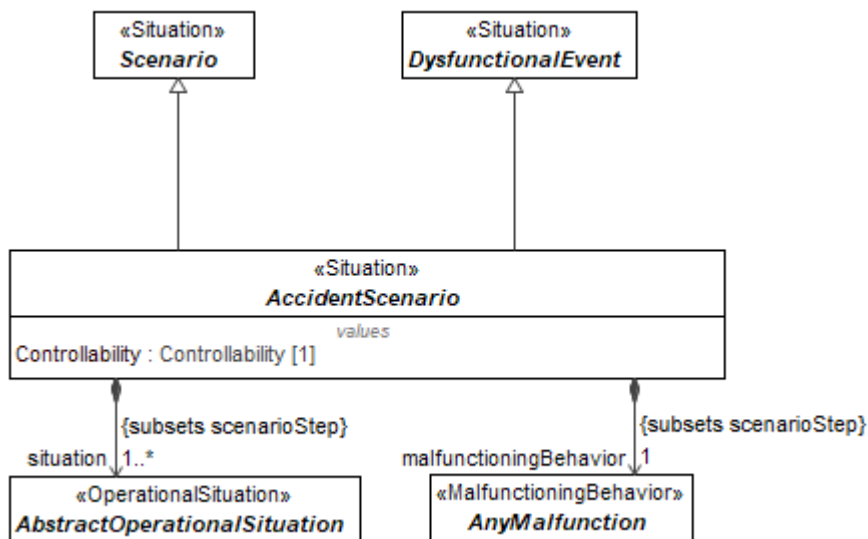 «Situation»
Scenario
«Situation»
DysfunctionalEvent
«Situation»
AccidentScenario
values
Controllability : Controllability [1]
{subsets scenarioStep}
situation 1..*
{subsets scenarioStep}
malfunctioningBehavior 1
«OperationalSituation»
AbstractOperationalSituation
«MalfunctioningBehavior»
AnyMalfunction